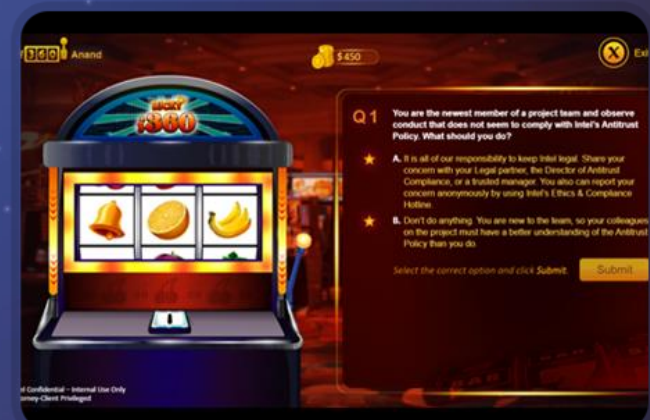 360 Anand
$450
X Exi
LUCKY
$360
Q1 You are the newest member of a project team and observe
conduct that does not seem to comply with Intel's Antitrust
Policy. What should you do?
A. It is all of our responsibility to keep Intel legal. Share your
concern with your Legal partner, the Director of Antitrust
Compliance, or a trusted manager. You also can report your
concern anonymously by using Intel's Ethics & Compliance
Hotline.
B. Don't do anything. You are new to the team, so your colleagues
on the project must have a better understanding of the Antitrust
Policy than you do.
Select the correct option and click Submit. Submit
el Confidential – Internal Use Only
torney-Client Privileged